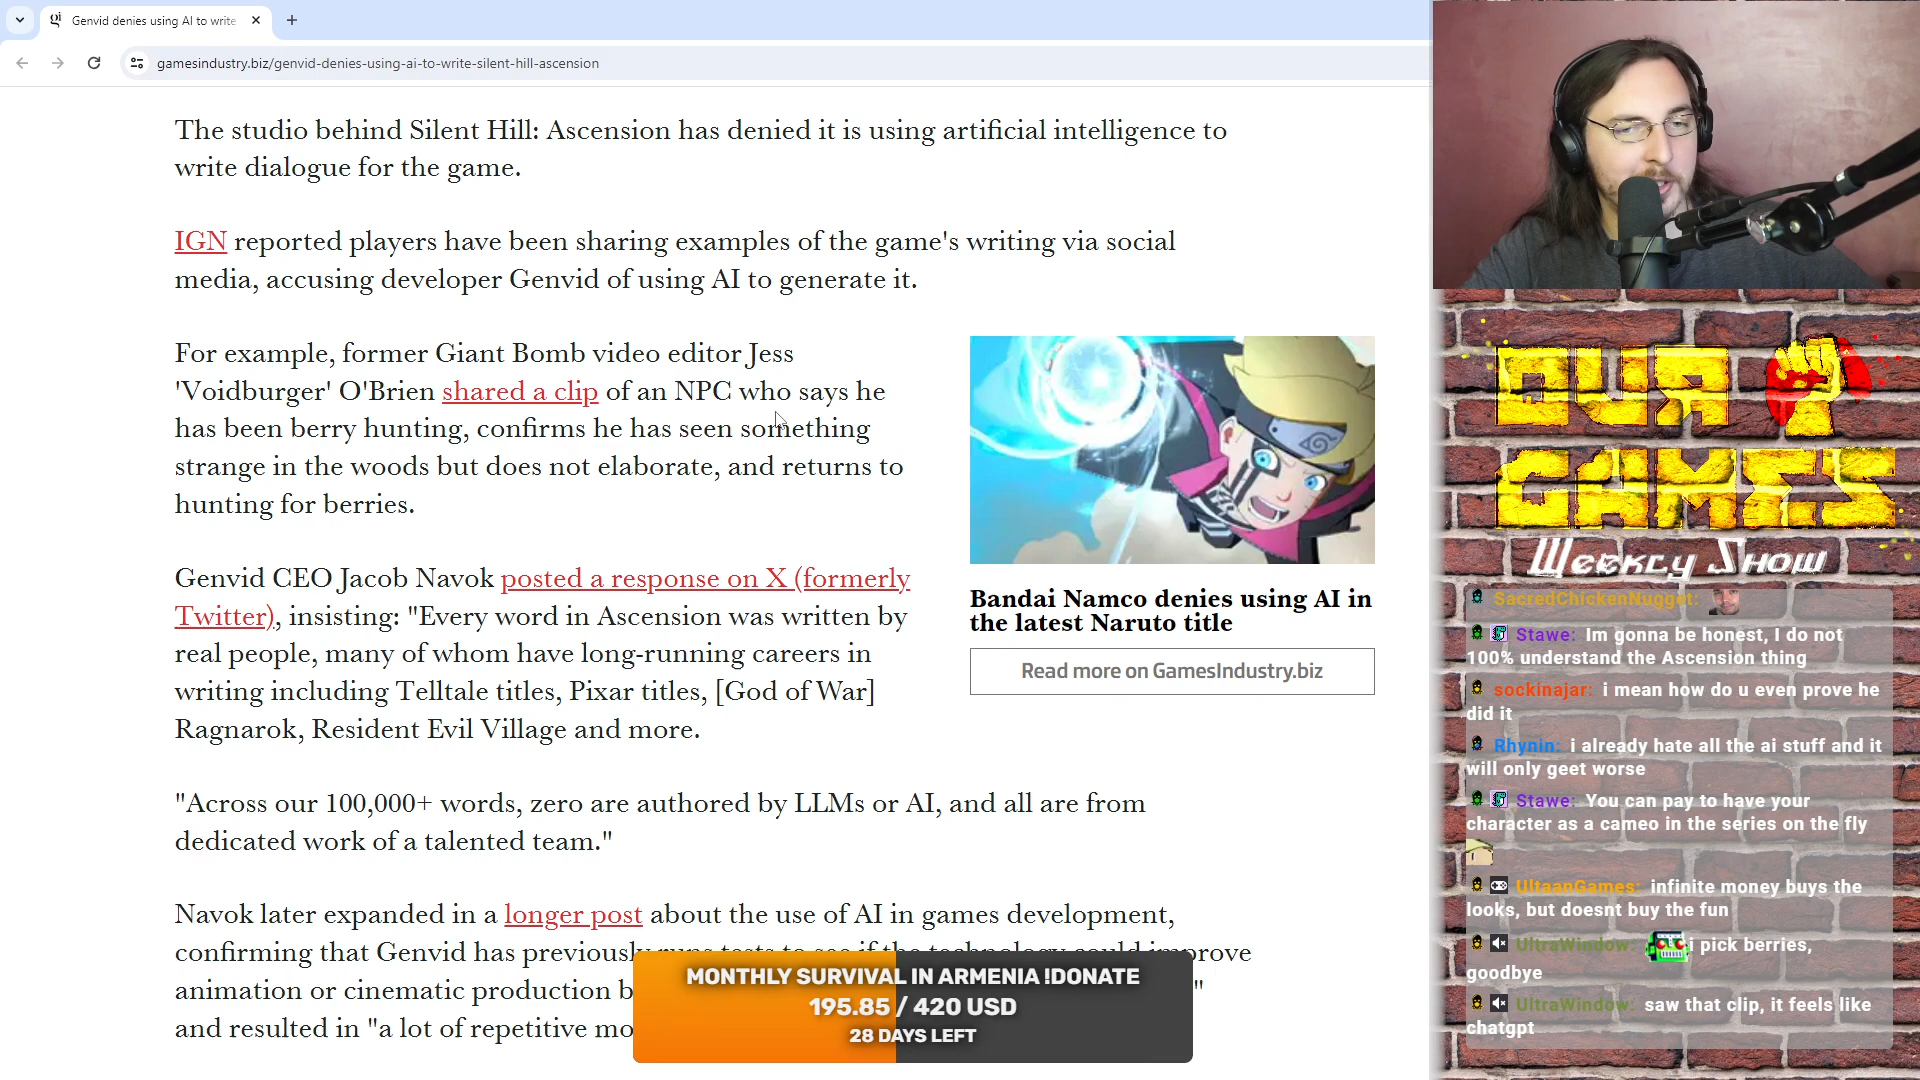 Genvid denies using AI to write
gamesindustry.biz/genvid-denies-using-ai-to-write-silent-hill-ascension
The studio behind Silent Hill: Ascension has denied it is using artificial intelligence to
write dialogue for the game.
IGN reported players have been sharing examples of the game's writing via social
media, accusing developer Genvid of using AI to generate it.
For example, former Giant Bomb video editor Jess
'Voidburger' O'Brien shared a clip of an NPC who says he
has been berry hunting, confirms he has seen something
strange in the woods but does not elaborate, and returns to
hunting for berries.
Genvid CEO Jacob Navok posted a response on X (formerly
Twitter), insisting: "Every word in Ascension was written by
real people, many of whom have long-running careers in
writing including Telltale titles, Pixar titles, [God of War]
Ragnarok, Resident Evil Village and more.
Bandai Namco denies using AI in
the latest Naruto title
Read more on GamesIndustry.biz
"Across our 100,000+ words, zero are authored by LLMs or AI, and all are from
dedicated work of a talented team."
Navok later expanded in a longer post about the use of AI in games development,
confirming that Genvid has previously runs tests to see if the technology could improve
animation or cinematic production b
"
and resulted in "a lot of repetitive mo
MONTHLY SURVIVAL IN ARMENIA !DONATE
195.85 / 420 USD
28 DAYS LEFT
OUR
GAMES
Weekly Show
SacredChickenNugget:
Stawe: Im gonna be honest, I do not
100% understand the Ascension thing
sockinajar: i mean how do u even prove he
did it
Rhynin: i already hate all the ai stuff and it
will only geet worse
Stawe: You can pay to have your
character as a cameo in the series on the fly
UltaanGames: infinite money buys the
looks, but doesnt buy the fun
UltraWindow: i pick berries,
goodbye
UltraWindow: saw that clip, it feels like
chatgpt